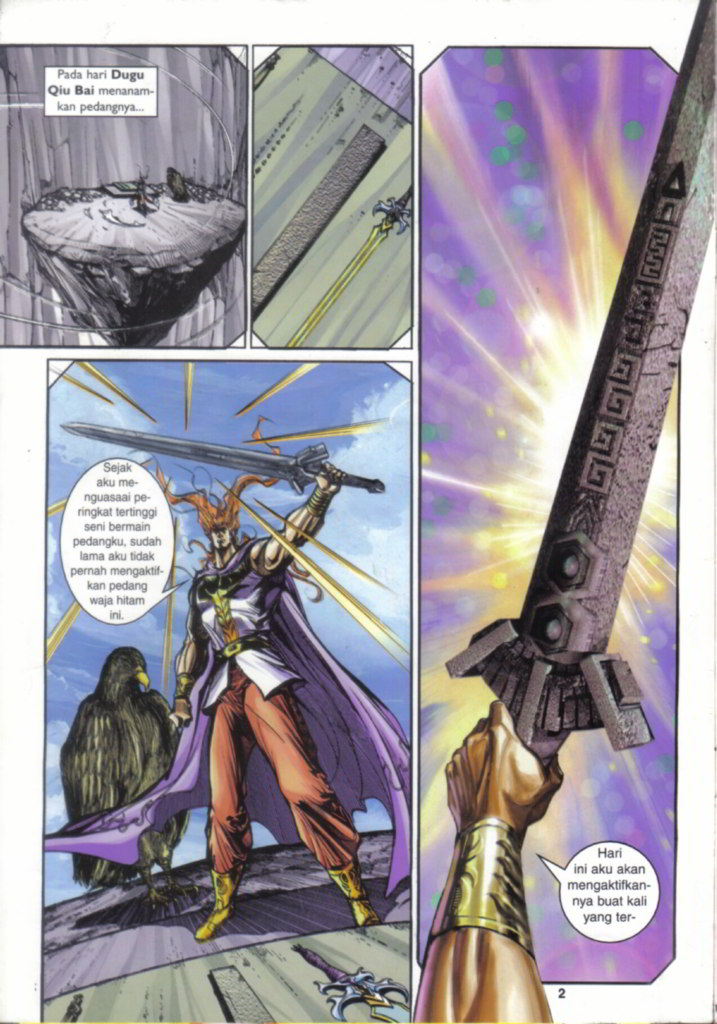 Pada hari Dugu
Qiu Bai menanam-
kan pedangnya...
Sejak
aku me-
nguasaai pe-
ringkat tertinggi
seni bermain
pedangku, sudah
lama aku tidak
pernah mengaktif-
kan pedang
waja hitam
ini.
Hari
ini aku akan
mengaktifkan-
nya buat kali
yang ter-
2